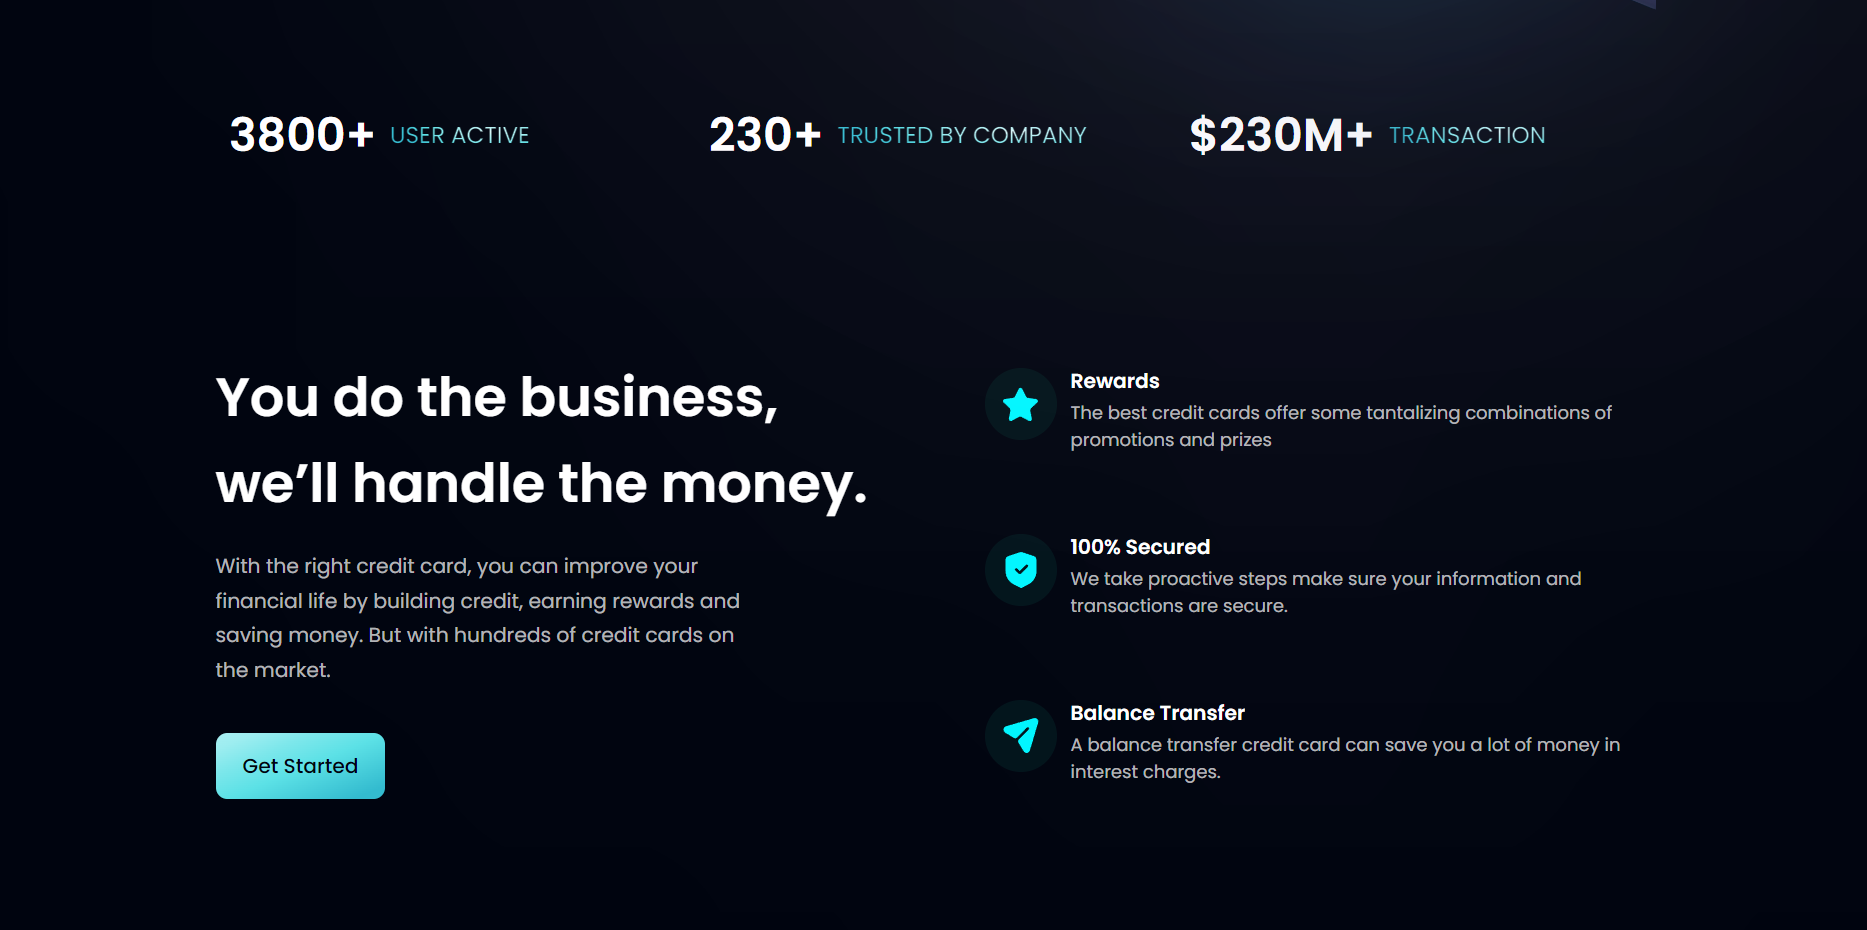 3800+ USER ACTIVE 230+ TRUSTED BY COMPANY $230M+ TRANSACTION
You do the business,
we’ll handle the money.
With the right credit card, you can improve your
financial life by building credit, earning rewards and
saving money. But with hundreds of credit cards on
the market.
Get Started
Rewards
The best credit cards offer some tantalizing combinations of
promotions and prizes
100% Secured
We take proactive steps make sure your information and
transactions are secure.
Balance Transfer
A balance transfer credit card can save you a lot of money in
interest charges.